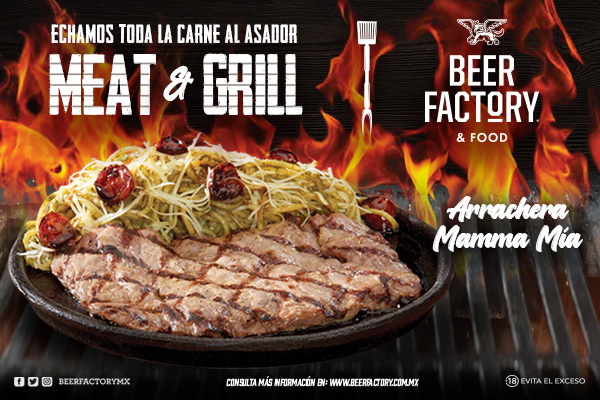 ECHAMOS TODA LA CARNE AL ASADOR
MEAT & GRILL
BEER
FACTORY
& FOOD
Arrachera
Mamma Mía
BEERFACTORYMX
CONSULTA MÁS INFORMACIÓN EN: WWW.BEERFACTORY.COM.MX
-18 EVITA EL EXCESO